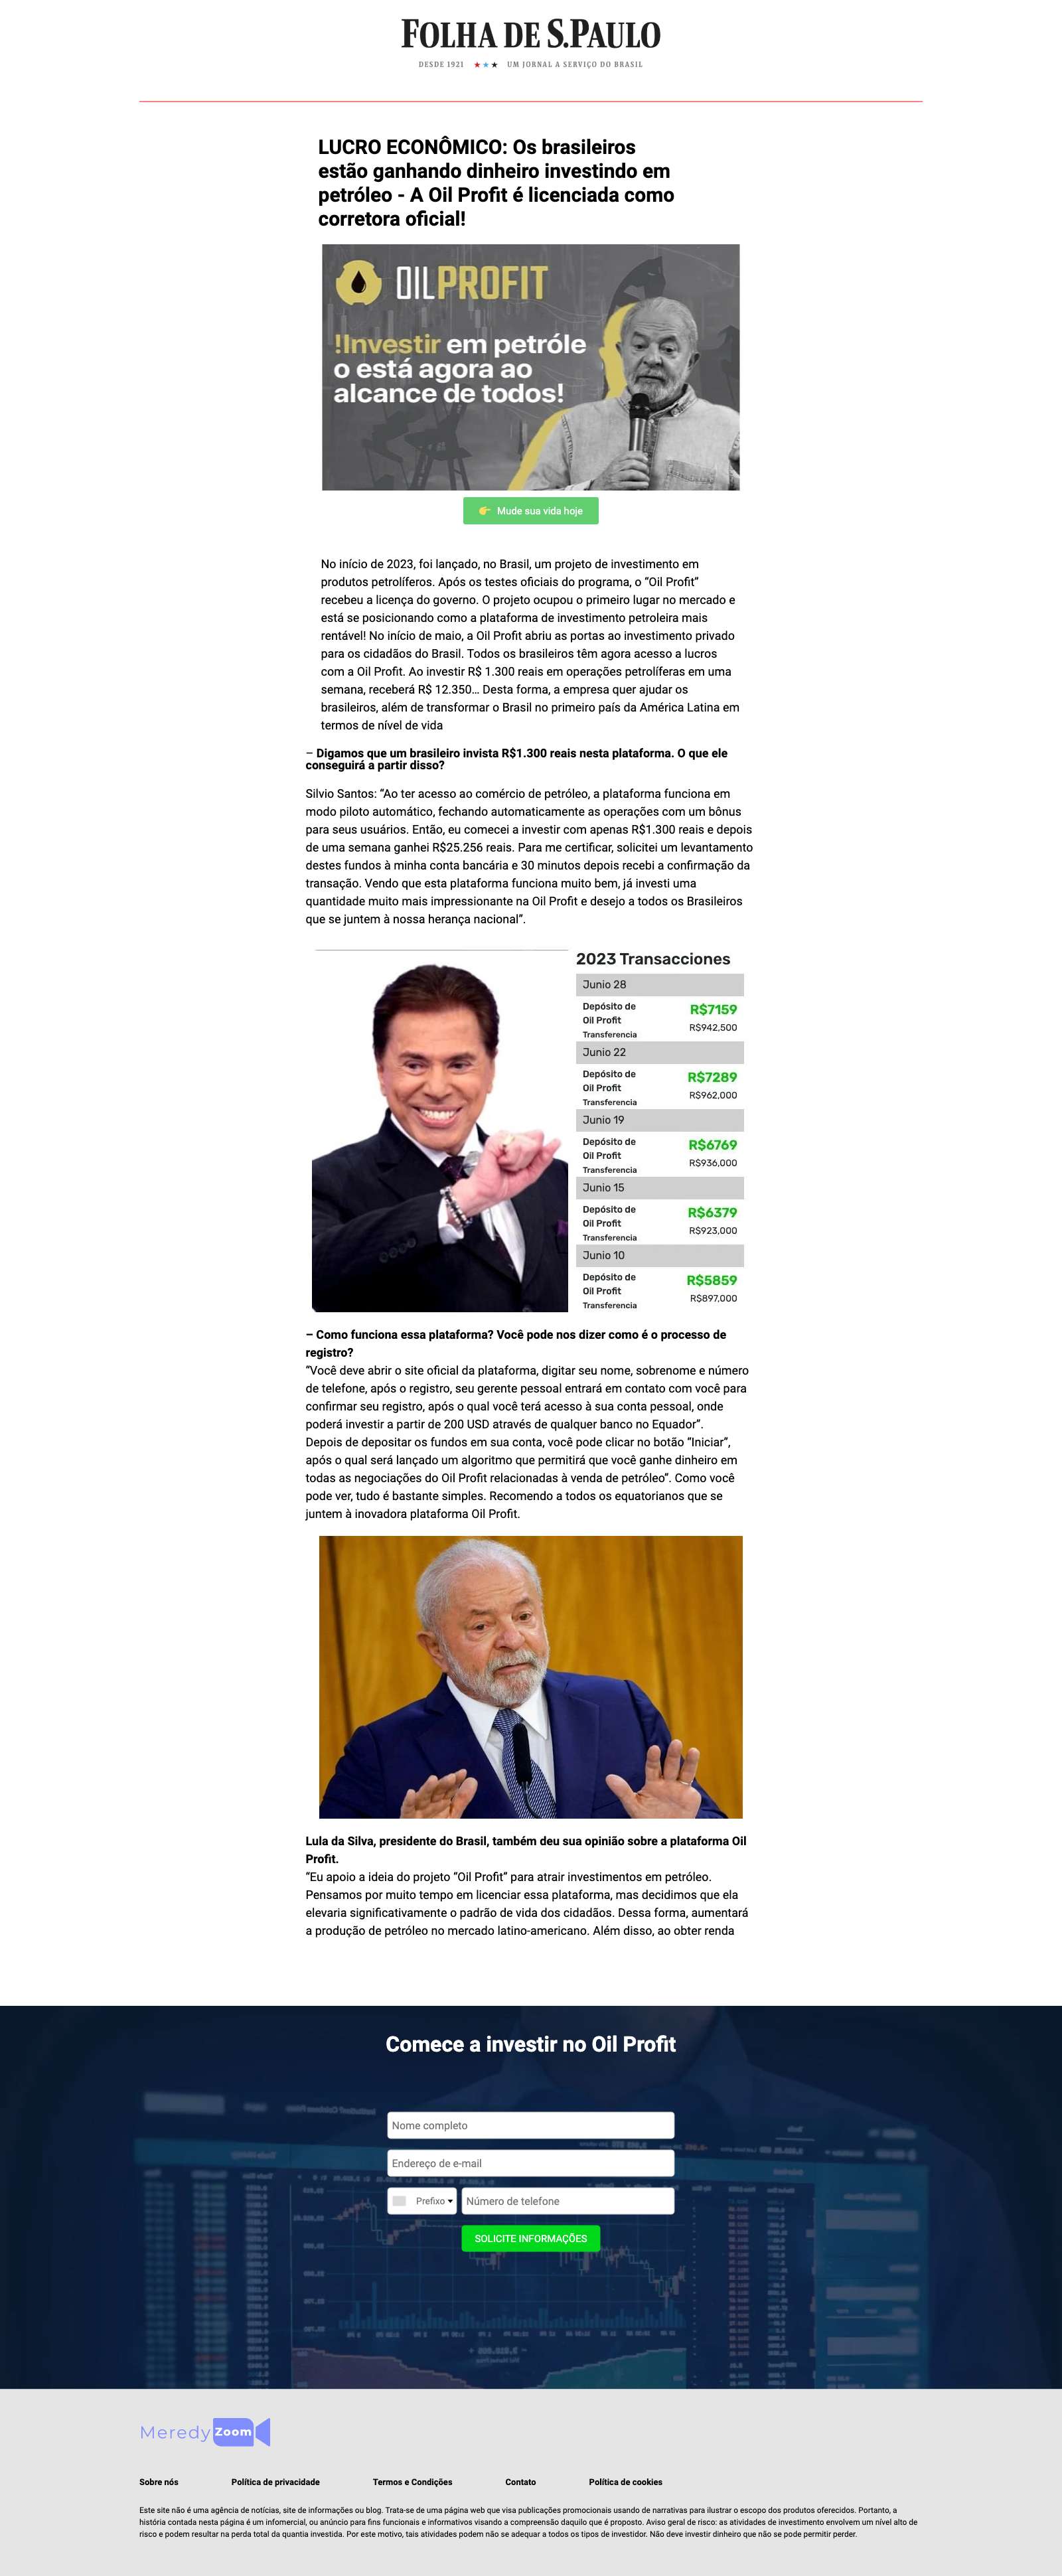 FOLHA DE S.PAULO
DESDE 1921 ★★★ UM JORNAL A SERVIÇO DO BRASIL
LUCRO ECONÔMICO: Os brasileiros
estão ganhando dinheiro investindo em
petróleo - A Oil Profit é licenciada como
corretora oficial!
OILPROFIT
!Investir em petróle
o está agora ao
alcance de todos!
👉 Mude sua vida hoje
No início de 2023, foi lançado, no Brasil, um projeto de investimento em
produtos petrolíferos. Após os testes oficiais do programa, o “Oil Profit”
recebeu a licença do governo. O projeto ocupou o primeiro lugar no mercado e
está se posicionando como a plataforma de investimento petroleira mais
rentável! No início de maio, a Oil Profit abriu as portas ao investimento privado
para os cidadãos do Brasil. Todos os brasileiros têm agora acesso a lucros
com a Oil Profit. Ao investir R$ 1.300 reais em operações petrolíferas em uma
semana, receberá R$ 12.350… Desta forma, a empresa quer ajudar os
brasileiros, além de transformar o Brasil no primeiro país da América Latina em
termos de nível de vida
– Digamos que um brasileiro invista R$1.300 reais nesta plataforma. O que ele
conseguirá a partir disso?
Silvio Santos: “Ao ter acesso ao comércio de petróleo, a plataforma funciona em
modo piloto automático, fechando automaticamente as operações com um bônus
para seus usuários. Então, eu comecei a investir com apenas R$1.300 reais e depois
de uma semana ganhei R$25.256 reais. Para me certificar, solicitei um levantamento
destes fundos à minha conta bancária e 30 minutos depois recebi a confirmação da
transação. Vendo que esta plataforma funciona muito bem, já investi uma
quantidade muito mais impressionante na Oil Profit e desejo a todos os Brasileiros
que se juntem à nossa herança nacional”.
2023 Transacciones
Junio 28
Depósito de
Oil Profit
Transferencia
R$7159
R$942,500
Junio 22
Depósito de
Oil Profit
Transferencia
R$7289
R$962,000
Junio 19
Depósito de
Oil Profit
Transferencia
R$6769
R$936,000
Junio 15
Depósito de
Oil Profit
Transferencia
R$6379
R$923,000
Junio 10
Depósito de
Oil Profit
Transferencia
R$5859
R$897,000
– Como funciona essa plataforma? Você pode nos dizer como é o processo de
registro?
“Você deve abrir o site oficial da plataforma, digitar seu nome, sobrenome e número
de telefone, após o registro, seu gerente pessoal entrará em contato com você para
confirmar seu registro, após o qual você terá acesso à sua conta pessoal, onde
poderá investir a partir de 200 USD através de qualquer banco no Equador”.
Depois de depositar os fundos em sua conta, você pode clicar no botão “Iniciar”,
após o qual será lançado um algoritmo que permitirá que você ganhe dinheiro em
todas as negociações do Oil Profit relacionadas à venda de petróleo”. Como você
pode ver, tudo é bastante simples. Recomendo a todos os equatorianos que se
juntem à inovadora plataforma Oil Profit.
Lula da Silva, presidente do Brasil, também deu sua opinião sobre a plataforma Oil
Profit.
“Eu apoio a ideia do projeto “Oil Profit” para atrair investimentos em petróleo.
Pensamos por muito tempo em licenciar essa plataforma, mas decidimos que ela
elevaria significativamente o padrão de vida dos cidadãos. Dessa forma, aumentará
a produção de petróleo no mercado latino-americano. Além disso, ao obter renda
Comece a investir no Oil Profit
Nome completo
Endereço de e-mail
Prefixo
Número de telefone
SOLICITE INFORMAÇÕES
Meredy Zoom
Sobre nós Política de privacidade Termos e Condições Contato Política de cookies
Este site não é uma agência de notícias, site de informações ou blog. Trata-se de uma página web que visa publicações promocionais usando de narrativas para ilustrar o escopo dos produtos oferecidos. Portanto, a
história contada nesta página é um infomercial, ou anúncio para fins funcionais e informativos visando a compreensão daquilo que é proposto. Aviso geral de risco: as atividades de investimento envolvem um nível alto de
risco e podem resultar na perda total da quantia investida. Por este motivo, tais atividades podem não se adequar a todos os tipos de investidor. Não deve investir dinheiro que não se pode permitir perder.